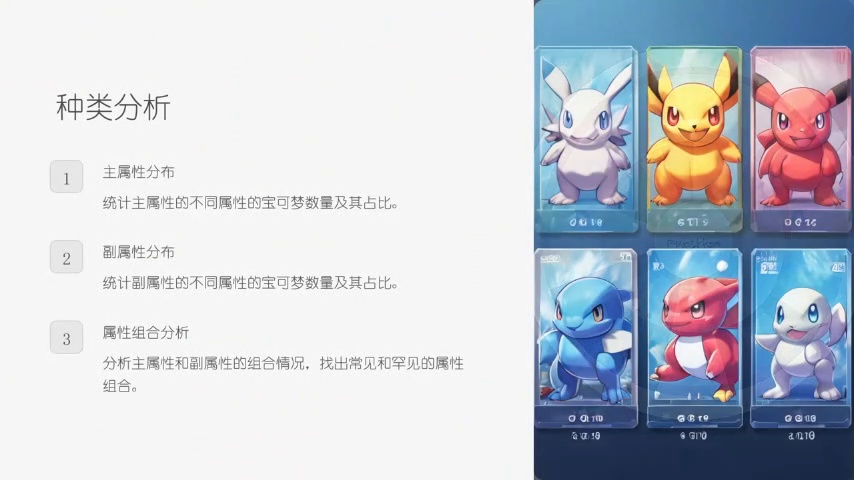 种类分析
1
主属性分布
统计主属性的不同属性的宝可梦数量及其占比。
2
副属性分布
统计副属性的不同属性的宝可梦数量及其占比。
3
属性组合分析
分析主属性和副属性的组合情况，找出常见和罕见的属性
组合。